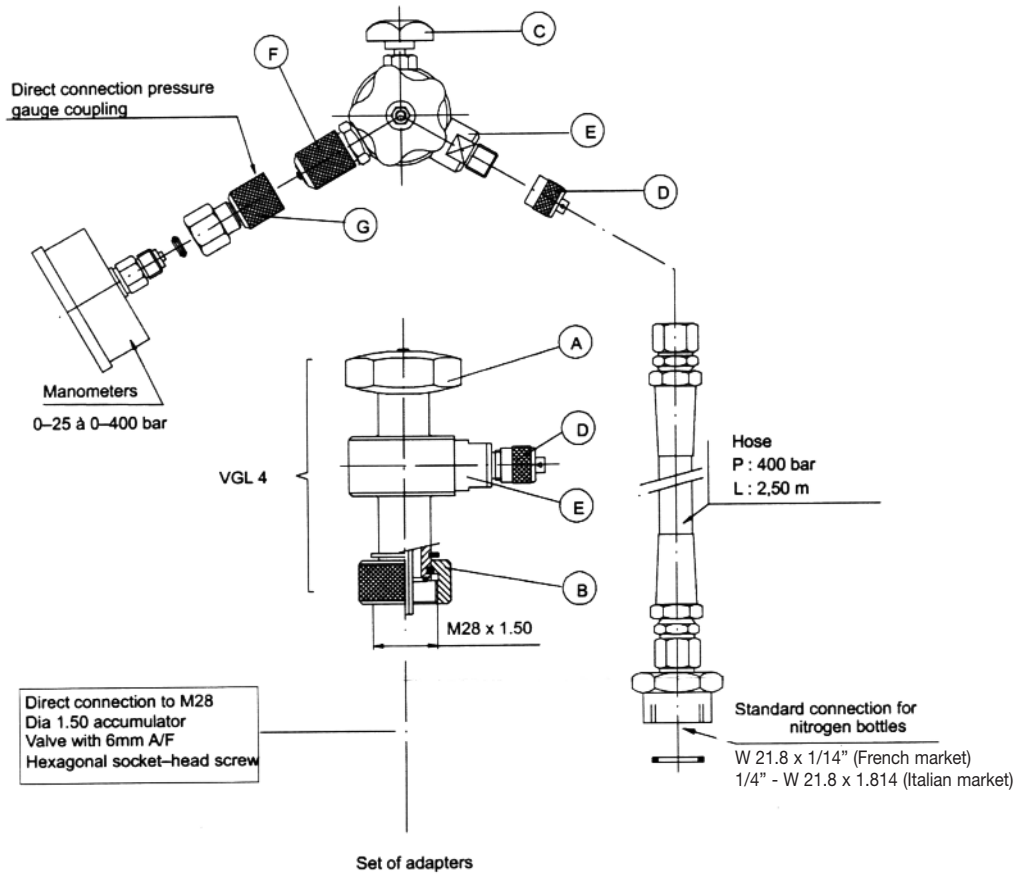 C
F
Direct connection pressure
gauge coupling
E
D
G
A
Manometers
0–25 à 0–400 bar
D
Hose
P : 400 bar
L : 2,50 m
VGL 4
E
B
M28 x 1.50
Direct connection to M28
Dia 1.50 accumulator
Valve with 6mm A/F
Hexagonal socket–head screw
Standard connection for
nitrogen bottles
W 21.8 x 1/14” (French market)
1/4” - W 21.8 x 1.814 (Italian market)
Set of adapters